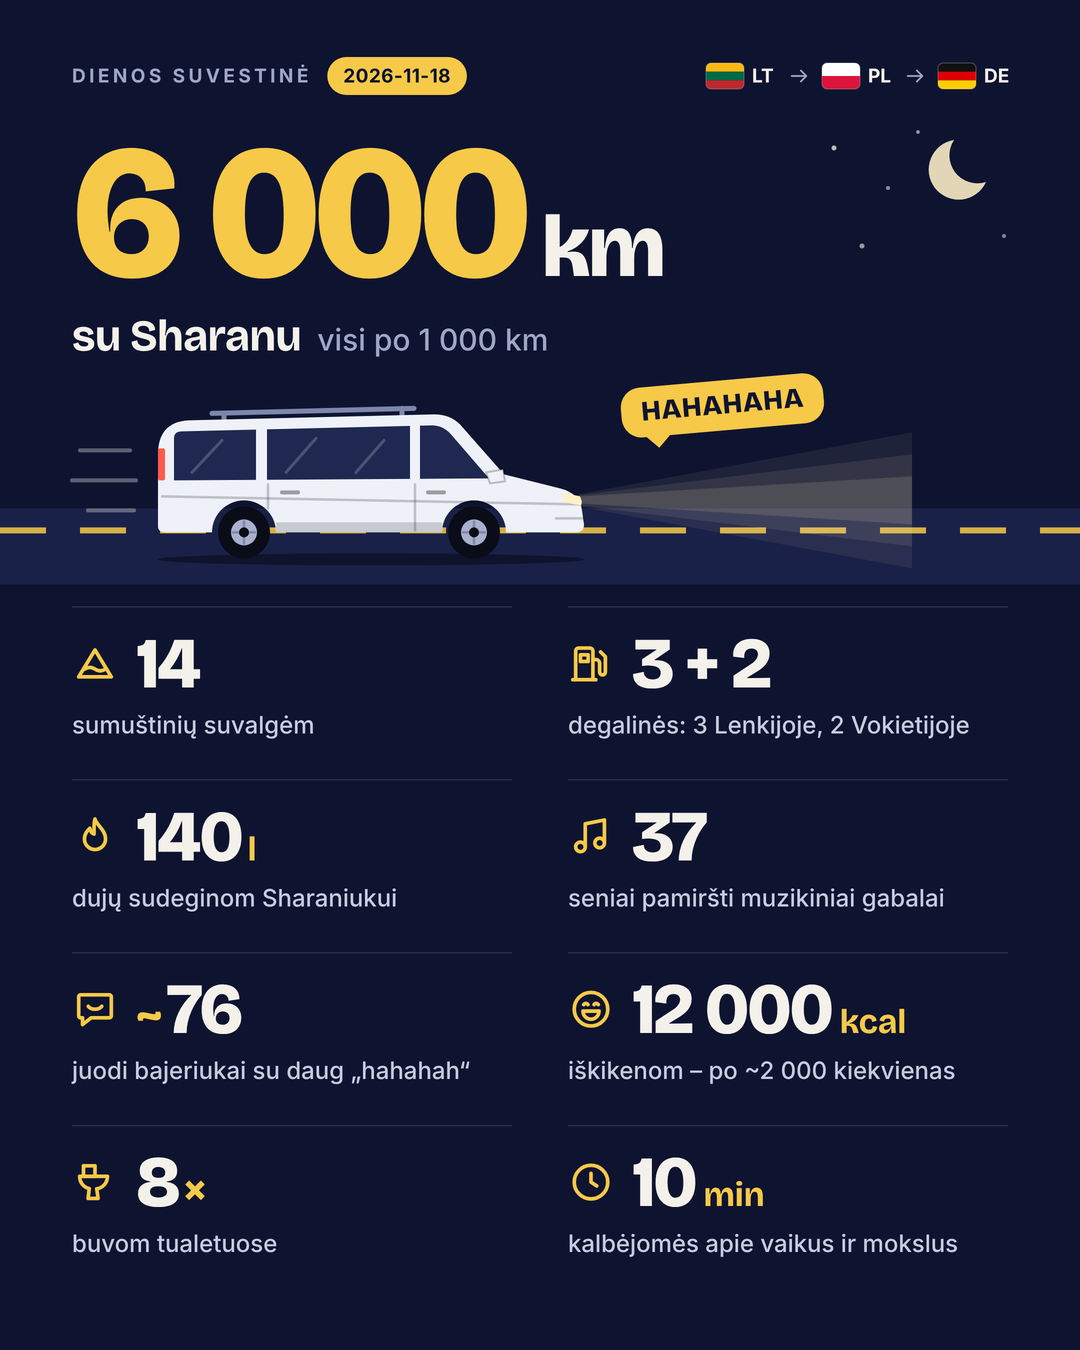 DIENOS SUVESTINĖ 2026-11-18 LT → PL → DE
6 000 km
su Sharanu visi po 1 000 km
HAHAHAHA
14
sumuštinių suvalgėm
3 + 2
degalinės: 3 Lenkijoje, 2 Vokietijoje
140 l
dujų sudeginom Sharaniukui
37
seniai pamiršti muzikiniai gabalai
~76
juodi bajeriukai su daug „hahahah“
12 000 kcal
iškikenom – po ~2 000 kiekvienas
8×
buvom tualetuose
10 min
kalbėjomės apie vaikus ir mokslus